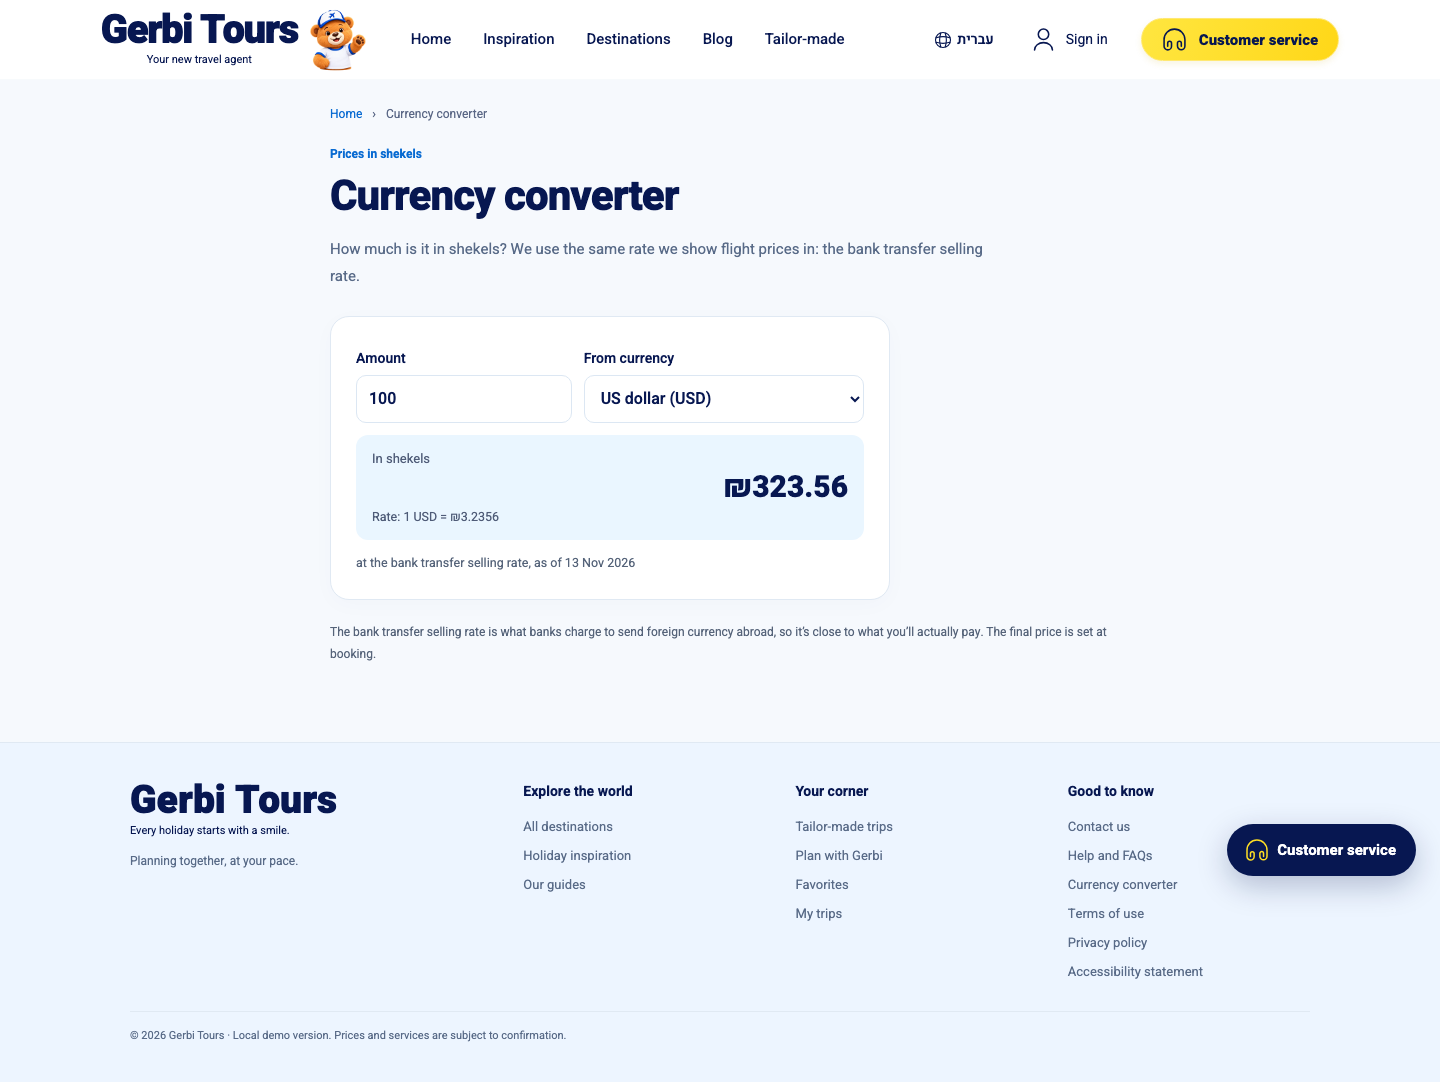 Gerbi Tours
Your new travel agent
Home
Inspiration
Destinations
Blog
Tailor-made
עברית
Sign in
Customer service
Home › Currency converter
Prices in shekels
Currency converter
How much is it in shekels? We use the same rate we show flight prices in: the bank transfer selling
rate.
Amount
From currency
100
US dollar (USD)
In shekels
₪323.56
Rate: 1 USD = ₪3.2356
at the bank transfer selling rate, as of 13 Nov 2026
The bank transfer selling rate is what banks charge to send foreign currency abroad, so it’s close to what you’ll actually pay. The final price is set at
booking.
Gerbi Tours
Every holiday starts with a smile.
Planning together, at your pace.
Explore the world
All destinations
Holiday inspiration
Our guides
Your corner
Tailor-made trips
Plan with Gerbi
Favorites
My trips
Good to know
Contact us
Help and FAQs
Currency converter
Terms of use
Privacy policy
Accessibility statement
Customer service
© 2026 Gerbi Tours · Local demo version. Prices and services are subject to confirmation.